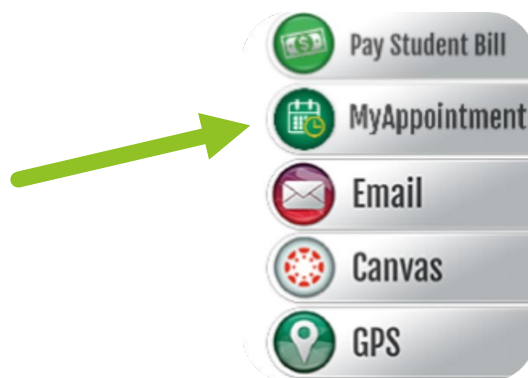 Pay Student Bill
MyAppointment
Email
Canvas
GPS